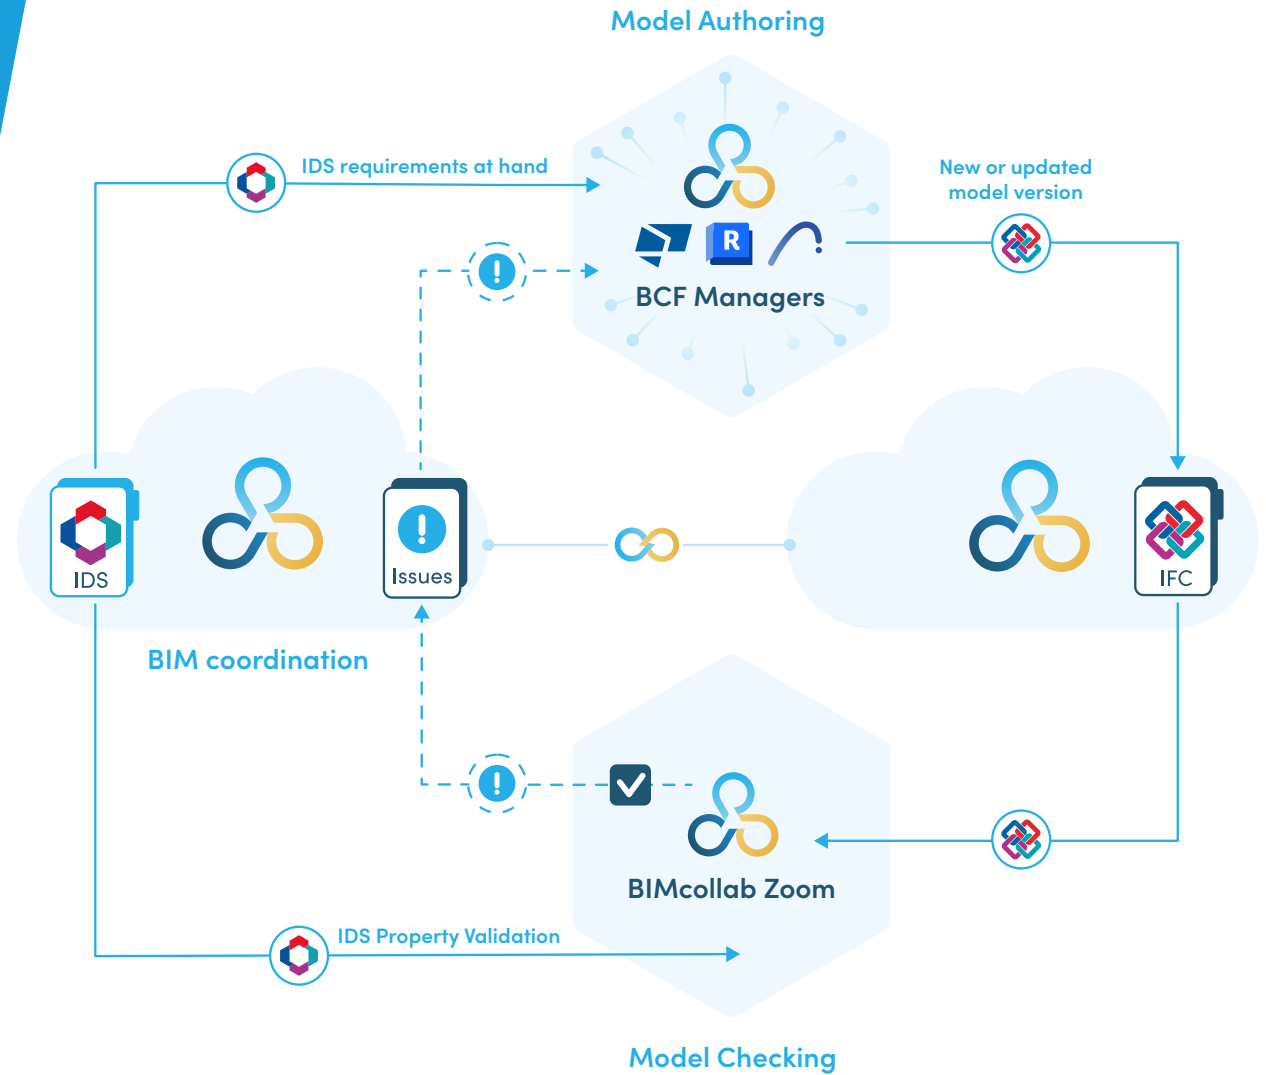 Model Authoring
IDS requirements at hand
New or updated
model version
R
BCF Managers
IDS
Issues
IFC
BIM coordination
BIMcollab Zoom
IDS Property Validation
Model Checking